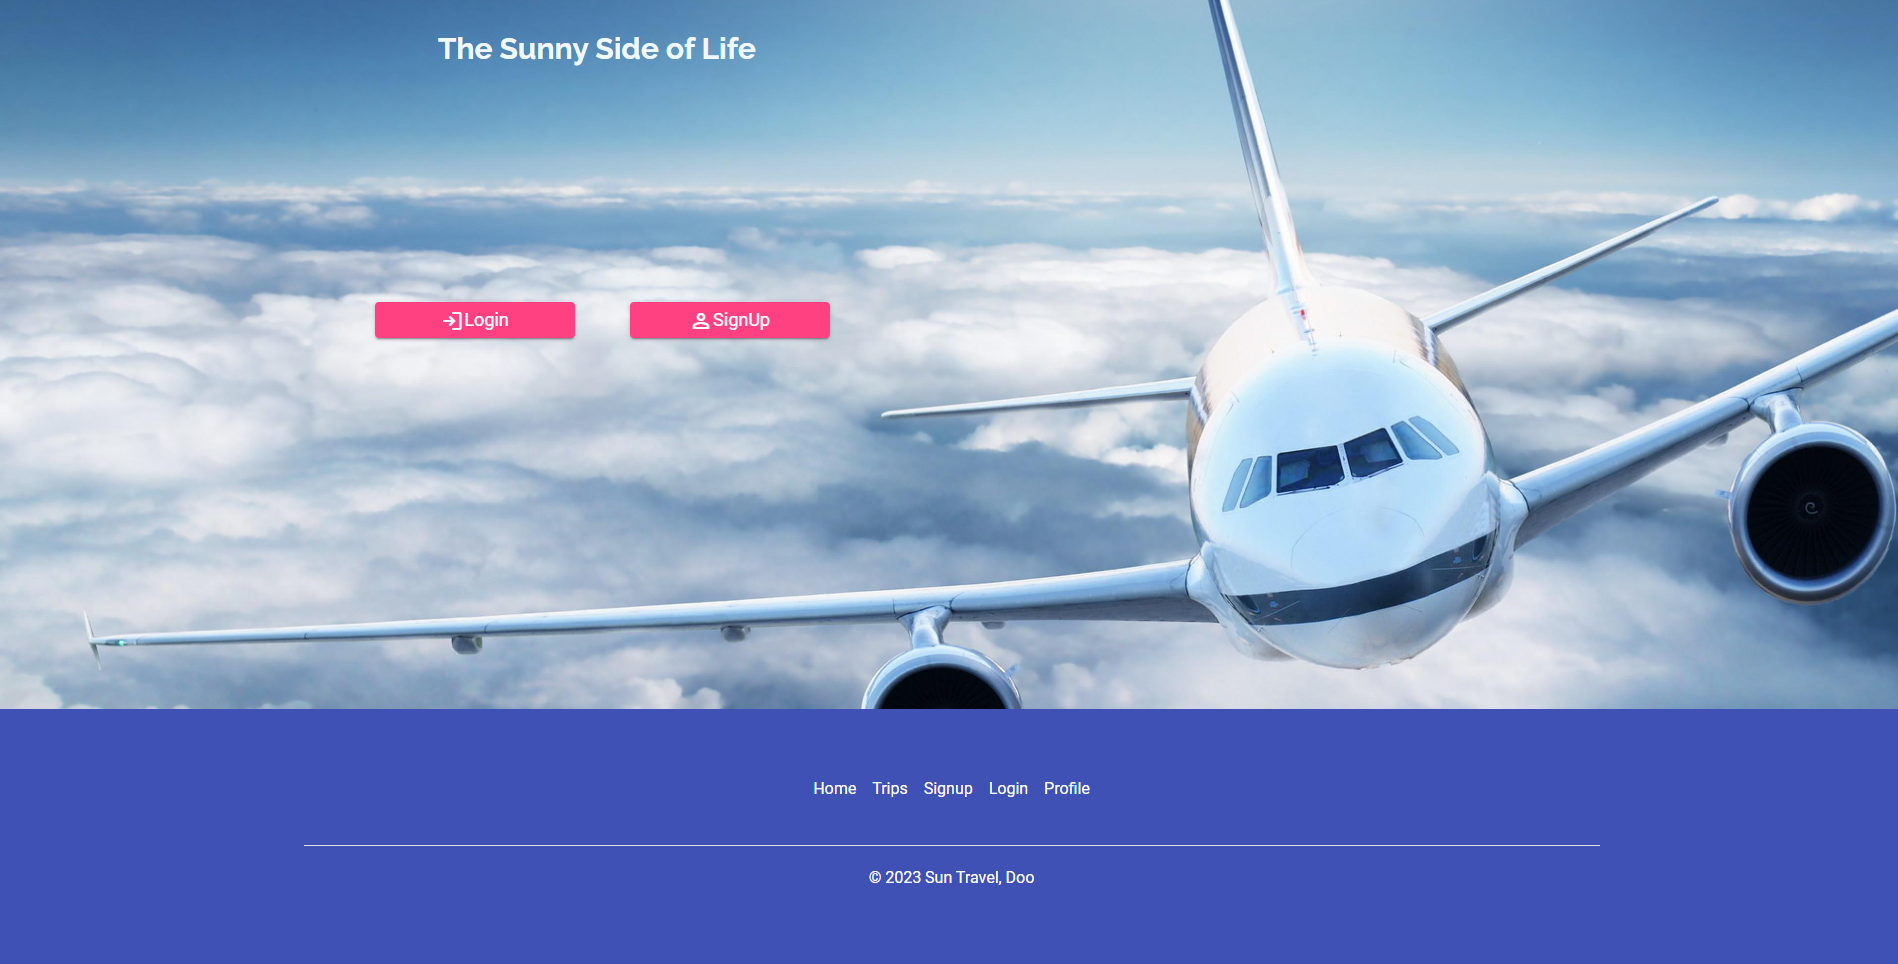 The Sunny Side of Life
Login
SignUp
Home Trips Signup Login Profile
© 2023 Sun Travel, Doo